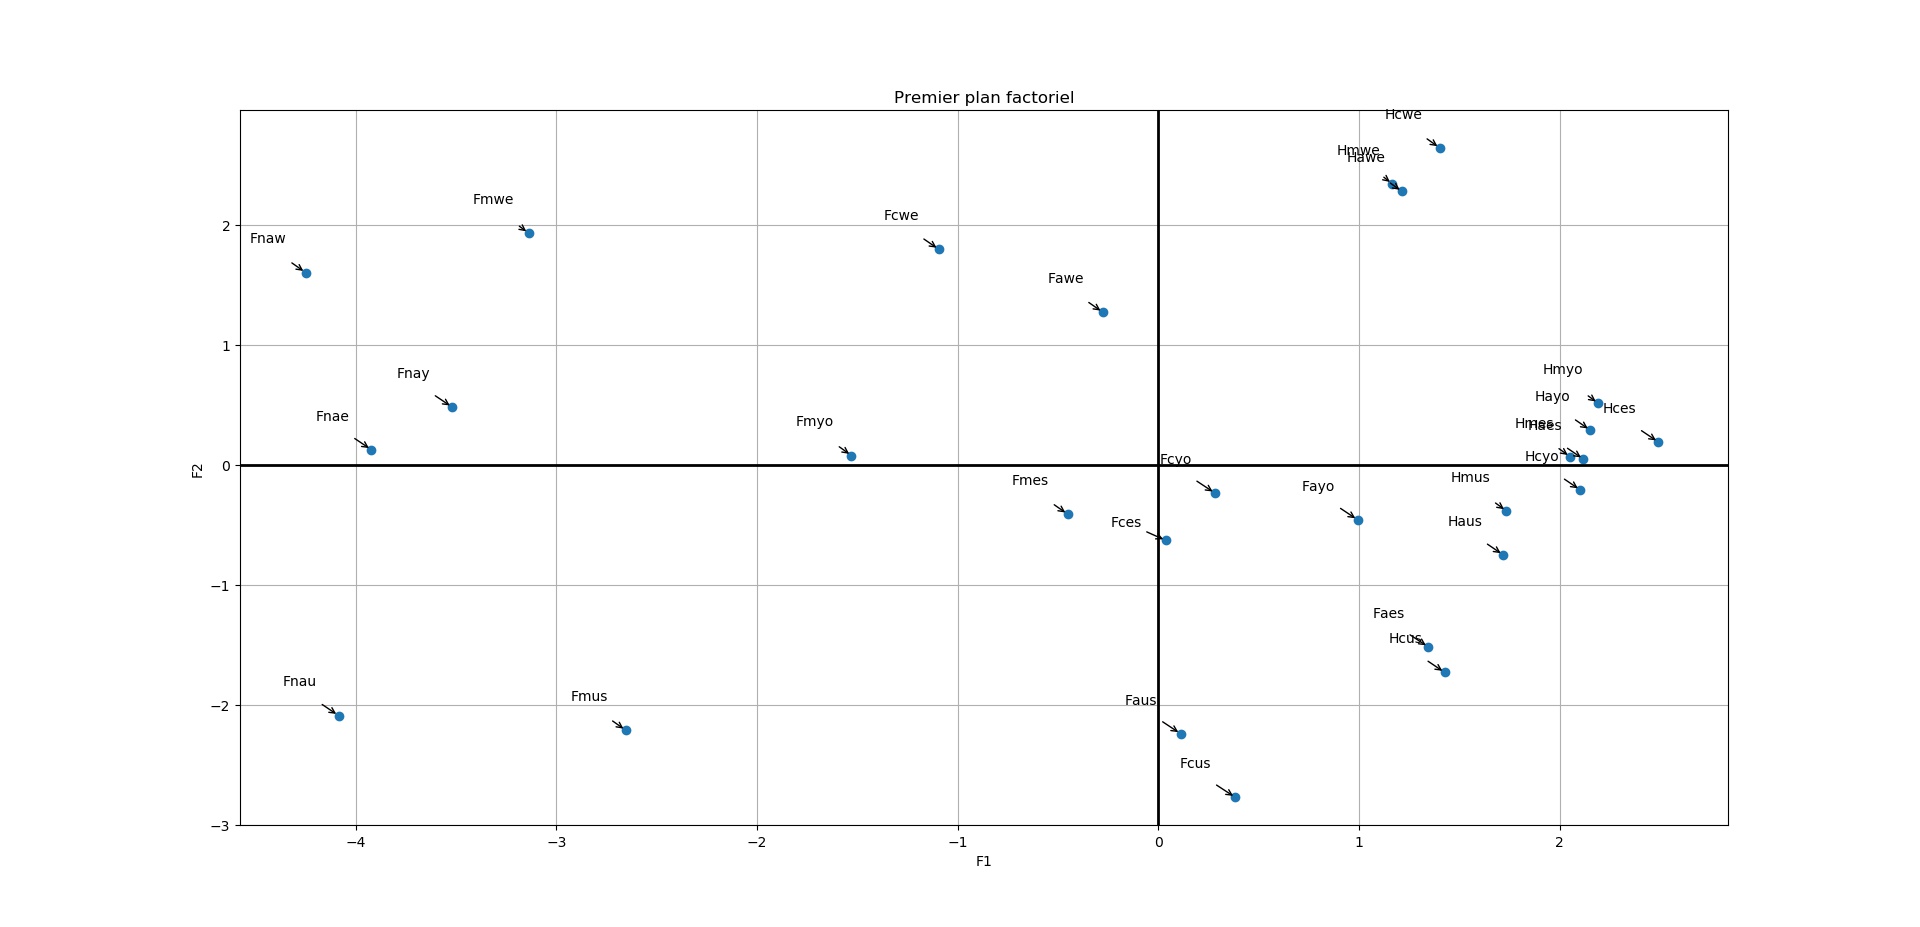 Premier plan factoriel
Hcwe
Hmwe
Hawe
Fmwe
Fcwe
Fnaw
Fawe
Hmyo
Fnay
Hayo
Hces
Fnae
Fmyo
Hmes
Haes
Hcyo
Fcyo
Hmus
Fmes
Fayo
Fces
Haus
Faes
Hcus
Fnau
Fmus
Faus
Fcus
2
1
0
−1
−2
−3
F2
−4 −3 −2 −1 0 1 2
F1